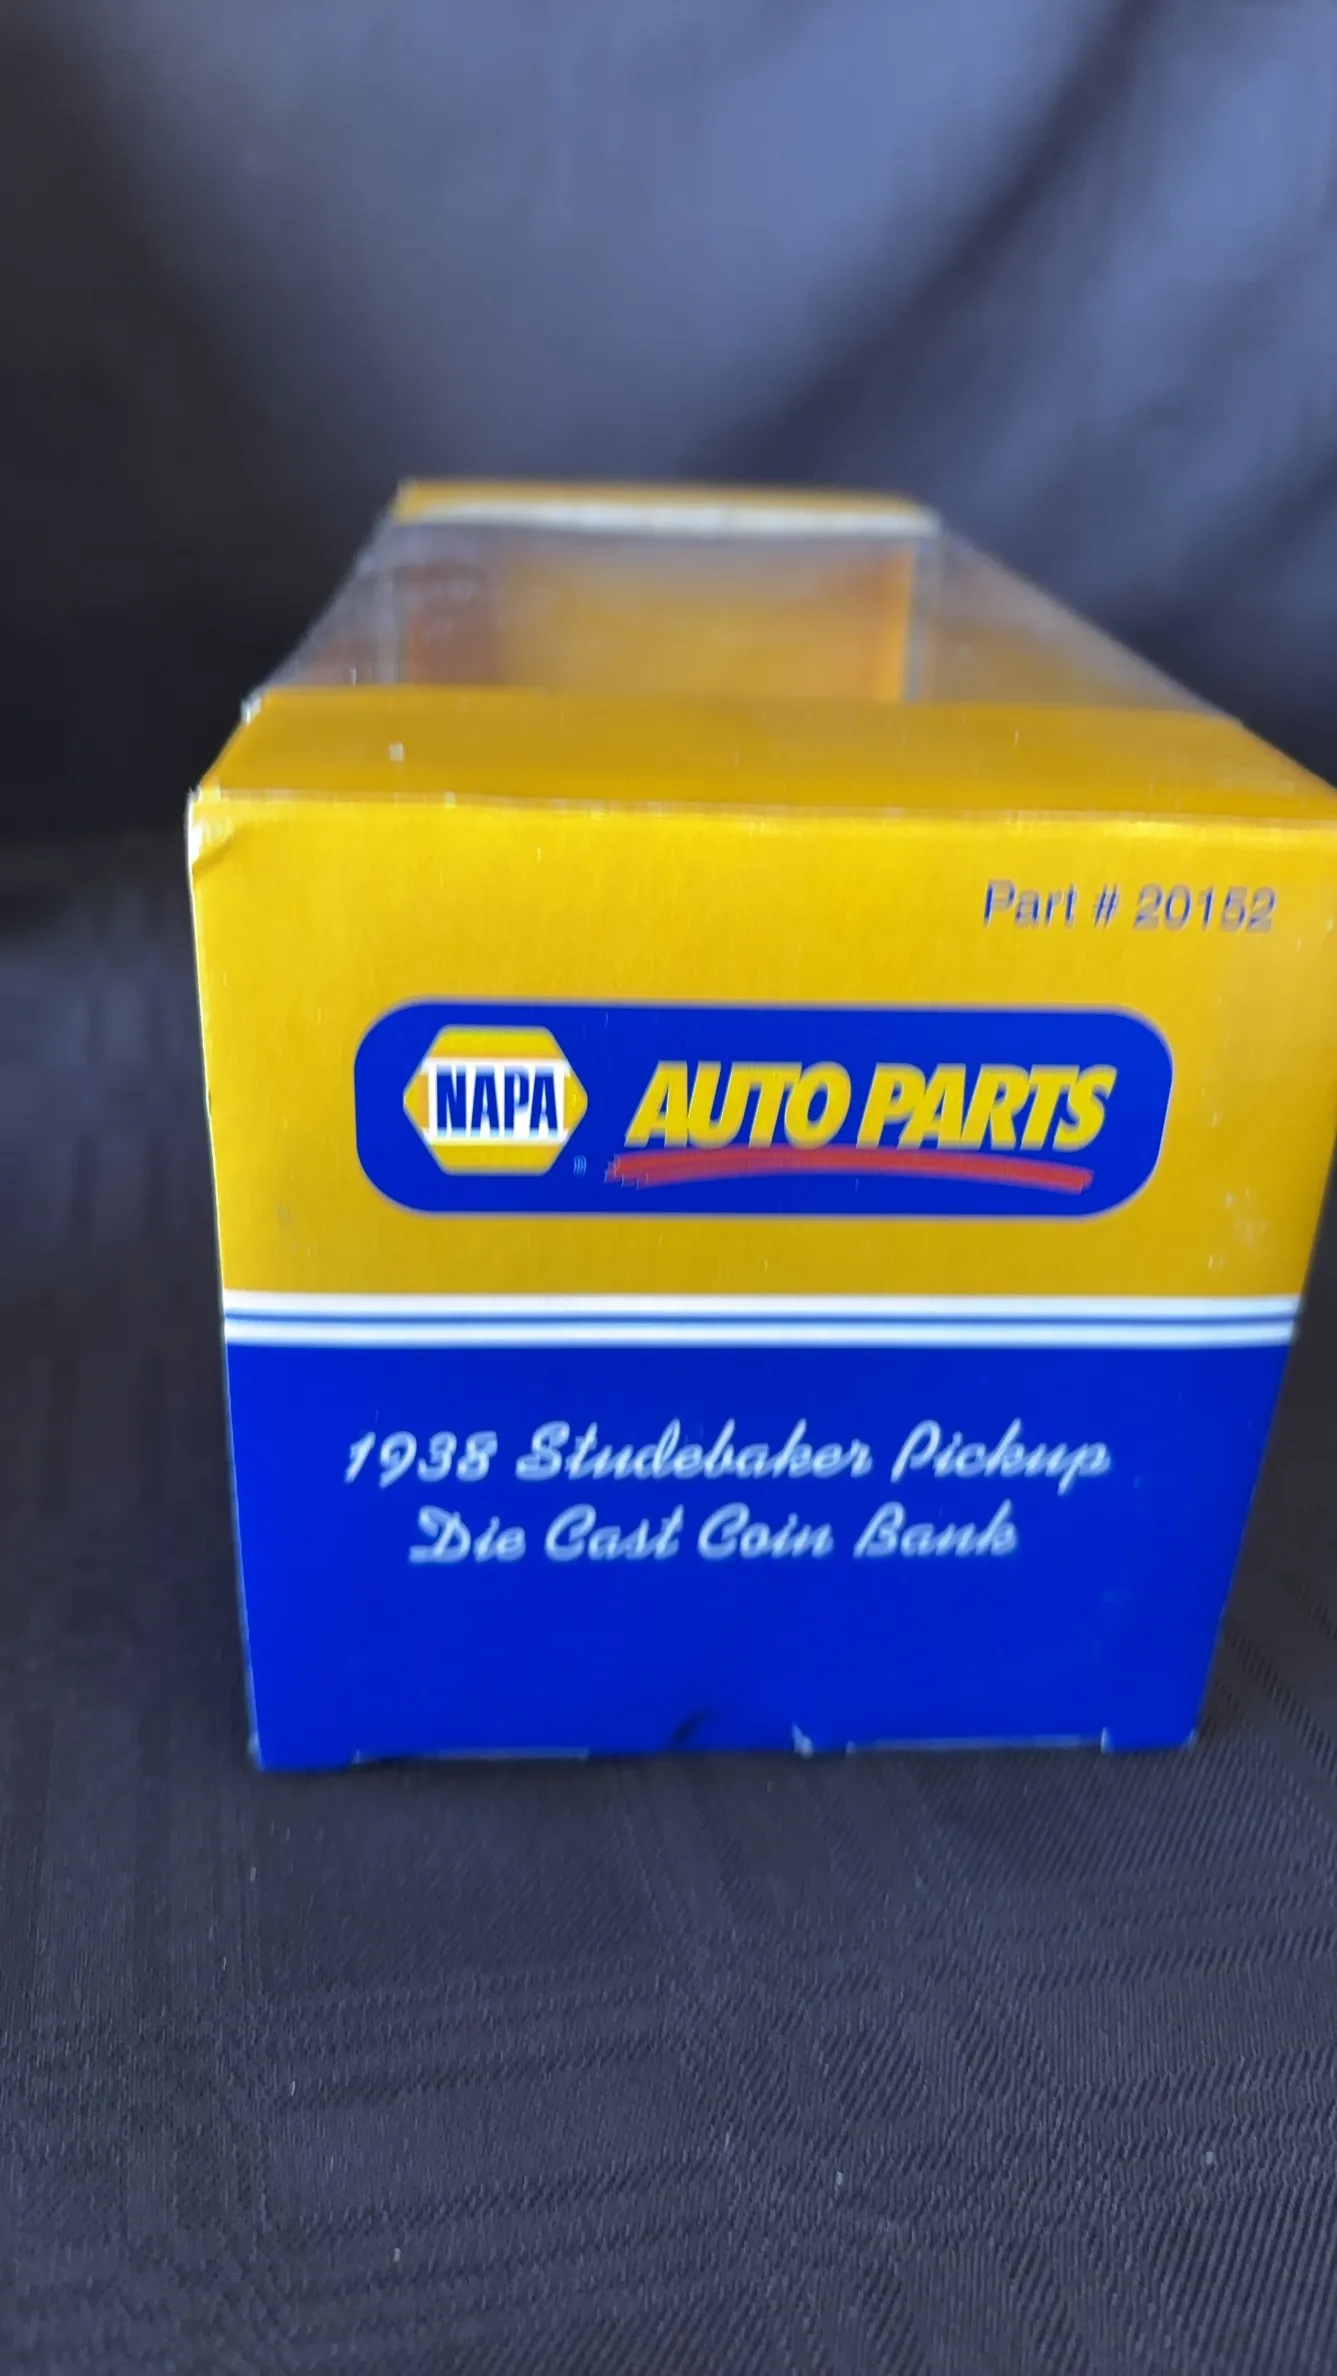 Part # 20152
NAPA® AUTO PARTS
1938 Studebaker Pickup
Die Cast Coin Bank